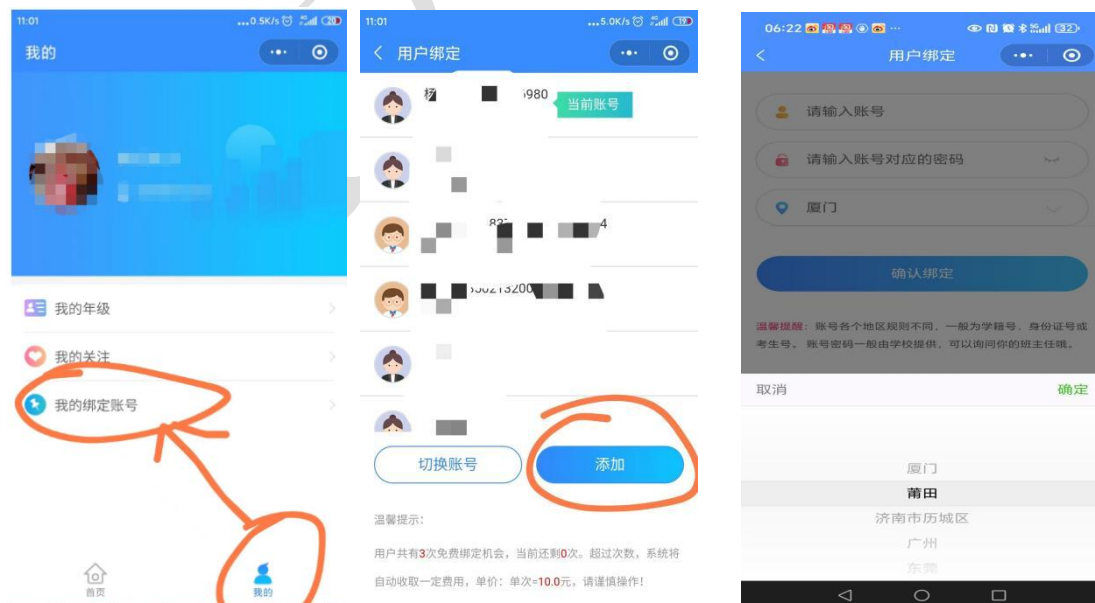 11:01
0.5K/s
20
我的
我的年级
我的关注
我的绑定账号
首页
我的
11:01
5.0K/s
19
用户绑定
杨
980
当前账号
4
切换账号
添加
温馨提示：
用户共有3次免费绑定机会，当前还剩0次。超过次数，系统将
自动收取一定费用，单价：单次=10.0元，请谨慎操作！
06:22
5G
32
用户绑定
请输入账号
请输入账号对应的密码
厦门
确认绑定
温馨提醒：账号各个地区规则不同，一般为学籍号，身份证号或
考生号。账号密码一般由学校提供，可以询问你的班主任哦。
取消
确定
厦门
莆田
济南市历城区
广州
东莞